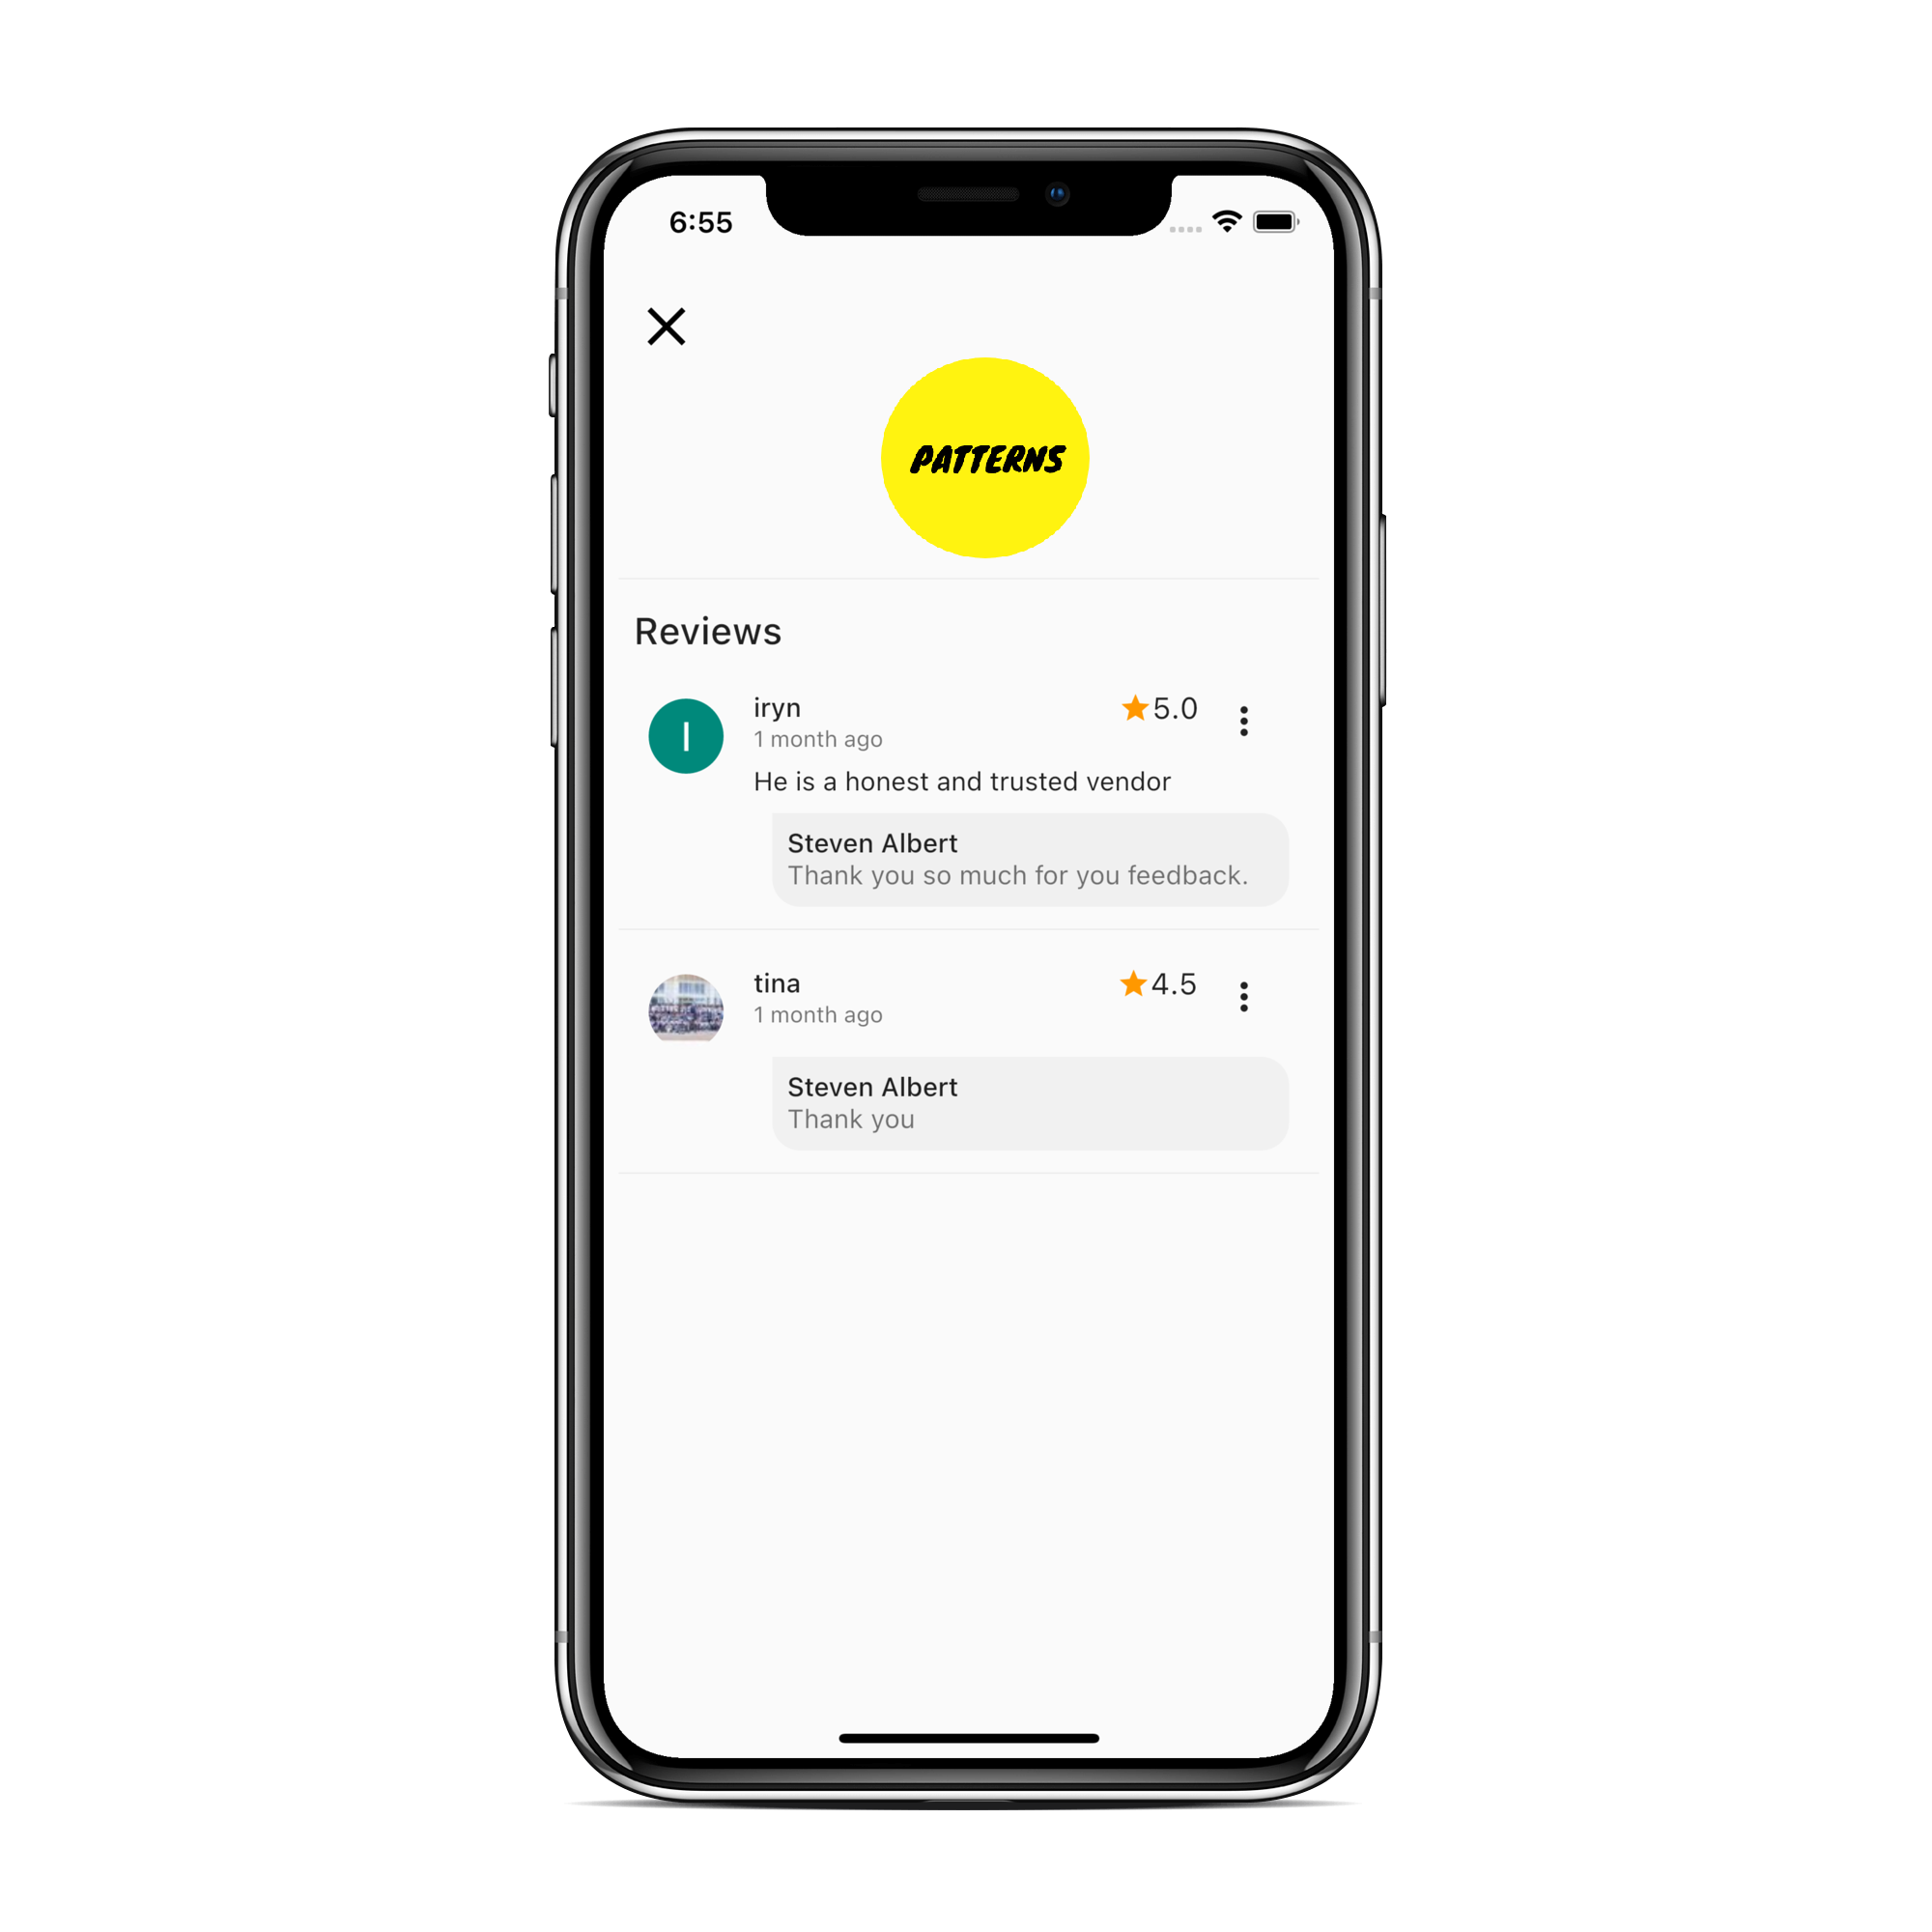 6:55
PATTERNS
Reviews
iryn
5.0
1 month ago
He is a honest and trusted vendor
Steven Albert
Thank you so much for you feedback.
tina
4.5
1 month ago
Steven Albert
Thank you